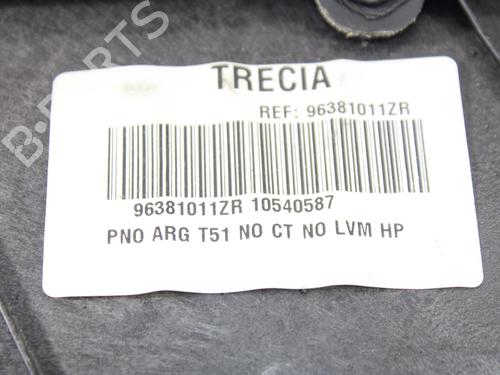 B-PARTS
TRECIA
REF: 96381011ZR
96381011ZR 10540587
PNO ARG T51 NO CT NO LVM HP